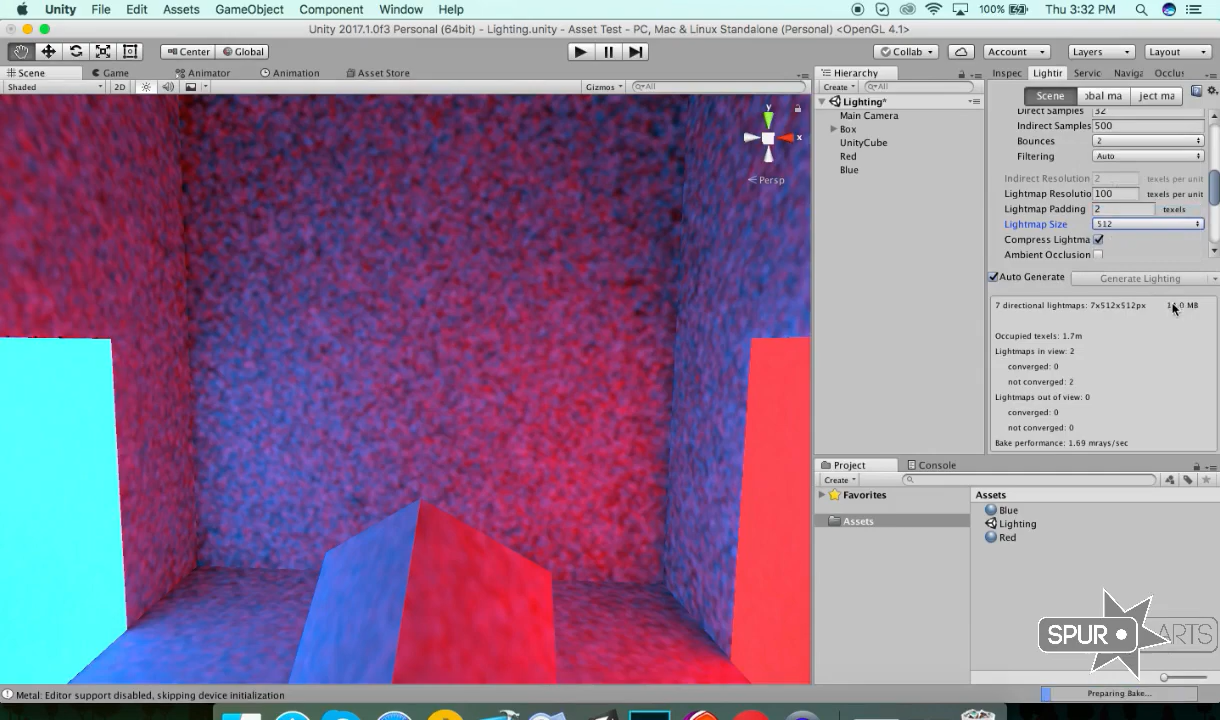 Unity File Edit Assets GameObject Component Window Help 100% Thu 3:32 PM
Unity 2017.1.0f3 Personal (64bit) - Lighting.unity - Asset Test - PC, Mac & Linux Standalone (Personal) <OpenGL 4.1>
Center Global Collab Account Layers Layout
Scene Game Animator Animation Asset Store
Shaded 2D Gizmos All
y
x
Persp
Hierarchy
Create All
Lighting*
Main Camera
Box
UnityCube
Red
Blue
Inspec Lightin Servic Naviga Occlus
Scene obal ma ject ma
Direct Samples 32
Indirect Samples 500
Bounces 2
Filtering Auto
Indirect Resolution 2 texels per unit
Lightmap Resolutio 100 texels per unit
Lightmap Padding 2 texels
Lightmap Size 512
Compress Lightma
Ambient Occlusion
Auto Generate Generate Lighting
7 directional lightmaps: 7x512x512px MB
Occupied texels: 1.7m
Lightmaps in view: 2
converged: 0
not converged: 2
Lightmaps out of view: 0
converged: 0
not converged: 0
Bake performance: 1.69 mrays/sec
Project Console
Create
Favorites
Assets
Assets
Blue
Lighting
Red
SPUR ARTS
Metal: Editor support disabled, skipping device initialization
Preparing Bake...